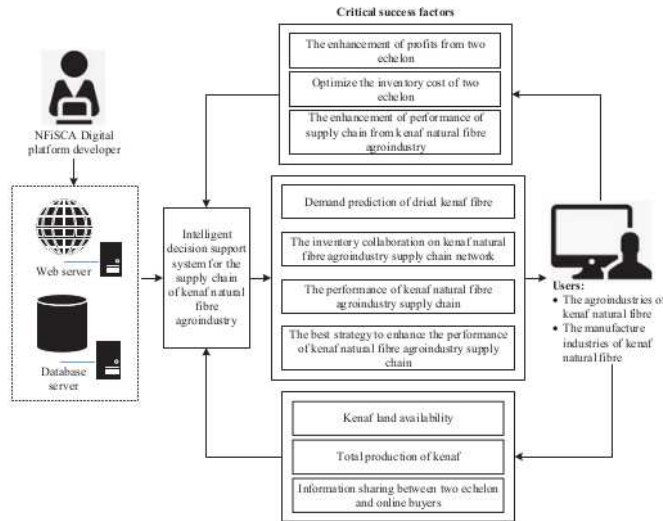 Critical success factors
The enhancement of profits from two
echelon
Optimize the inventory cost of two
echelon
The enhancement of performance of
supply chain from kenaf natural fibre
agroindustry
NFiSCA Digital
platform developer
Web server
Database
server
Intelligent
decision support
system for the
supply chain
of kenaf natural
fibre
agroindustry
Demand prediction of dried kenaf fibre
The inventory collaboration on kenaf natural
fibre agroindustry supply chain network
The performance of kenaf natural fibre
agroindustry supply chain
The best strategy to enhance the performance
of kenaf natural fibre agroindustry supply
chain
Users:
• The agroindustries of
kenaf natural fibre
• The manufacture
industries of kenaf
natural fibre
Kenaf land availability
Total production of kenaf
Information sharing between two echelon
and online buyers